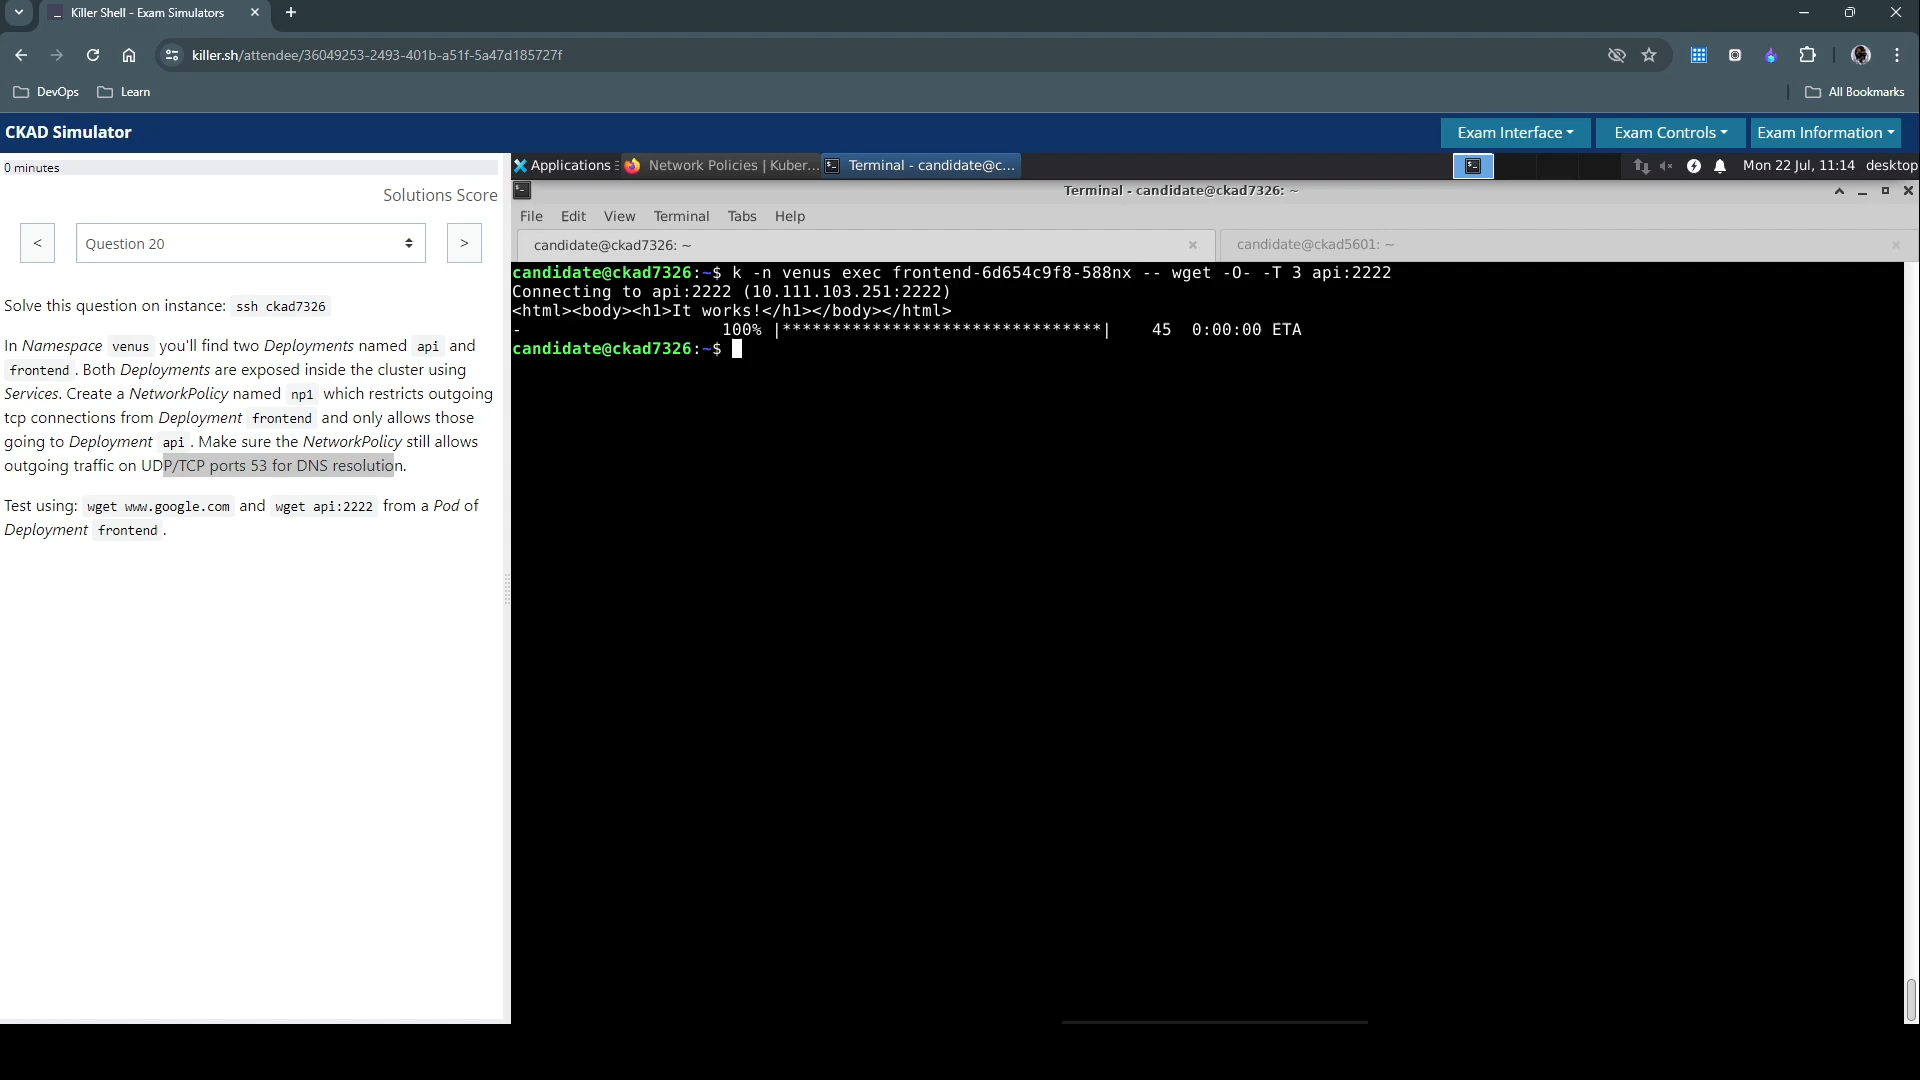 Killer Shell - Exam Simulators
killer.sh/attendee/36049253-2493-401b-a51f-5a47d185727f
DevOps
Learn
All Bookmarks
CKAD Simulator
Exam Interface
Exam Controls
Exam Information
0 minutes
Solutions Score
<
Question 20
>
Solve this question on instance: ssh ckad7326
In Namespace venus you'll find two Deployments named api and
frontend . Both Deployments are exposed inside the cluster using
Services. Create a NetworkPolicy named np1 which restricts outgoing
tcp connections from Deployment frontend and only allows those
going to Deployment api . Make sure the NetworkPolicy still allows
outgoing traffic on UDP/TCP ports 53 for DNS resolution.
Test using: wget www.google.com and wget api:2222 from a Pod of
Deployment frontend .
Applications
Network Policies | Kuber...
Terminal - candidate@c...
Mon 22 Jul, 11:14
desktop
Terminal - candidate@ckad7326: ~
File
Edit
View
Terminal
Tabs
Help
candidate@ckad7326: ~
candidate@ckad5601: ~
candidate@ckad7326:~$ k -n venus exec frontend-6d654c9f8-588nx -- wget -O- -T 3 api:2222
Connecting to api:2222 (10.111.103.251:2222)
<html><body><h1>It works!</h1></body></html>
- 100% |********************************| 45 0:00:00 ETA
candidate@ckad7326:~$